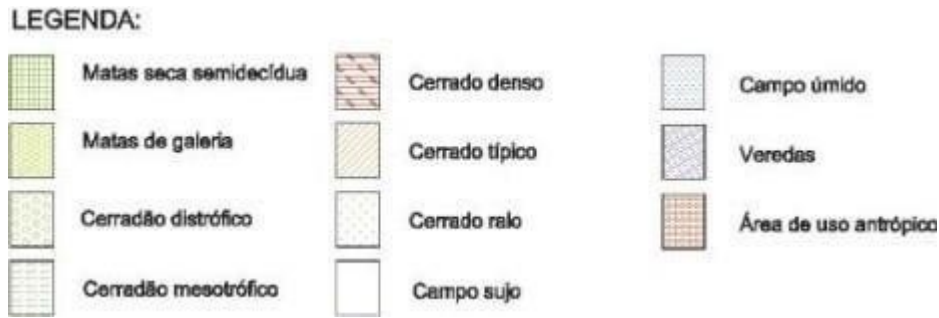 LEGENDA:
Matas seca semidecídua
Matas de galeria
Cerradão distrófico
Cerradão mesotrófico
Cerrado denso
Cerrado típico
Cerrado ralo
Campo sujo
Campo úmido
Veredas
Área de uso antrópico